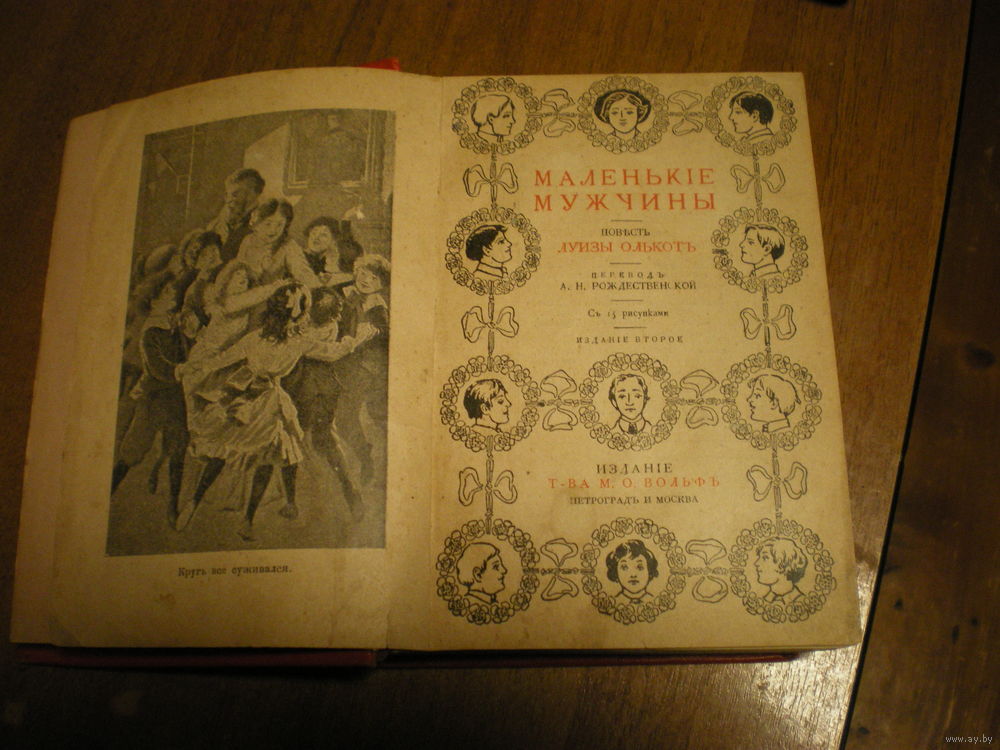 Кругъ все суживался.
МАЛЕНЬКІЕ
МУЖЧИНЫ
ПОВѢСТЬ
ЛУИЗЫ ОЛЬКОТЪ
ПЕРЕВОДЪ
А. Н. РОЖДЕСТВЕНСКОЙ
Съ 15 рисунками
ИЗДАНІЕ ВТОРОЕ
ИЗДАНІЕ
Т-ВА М. О. ВОЛЬФЪ
ПЕТРОГРАДЪ И МОСКВА
www.ay.by